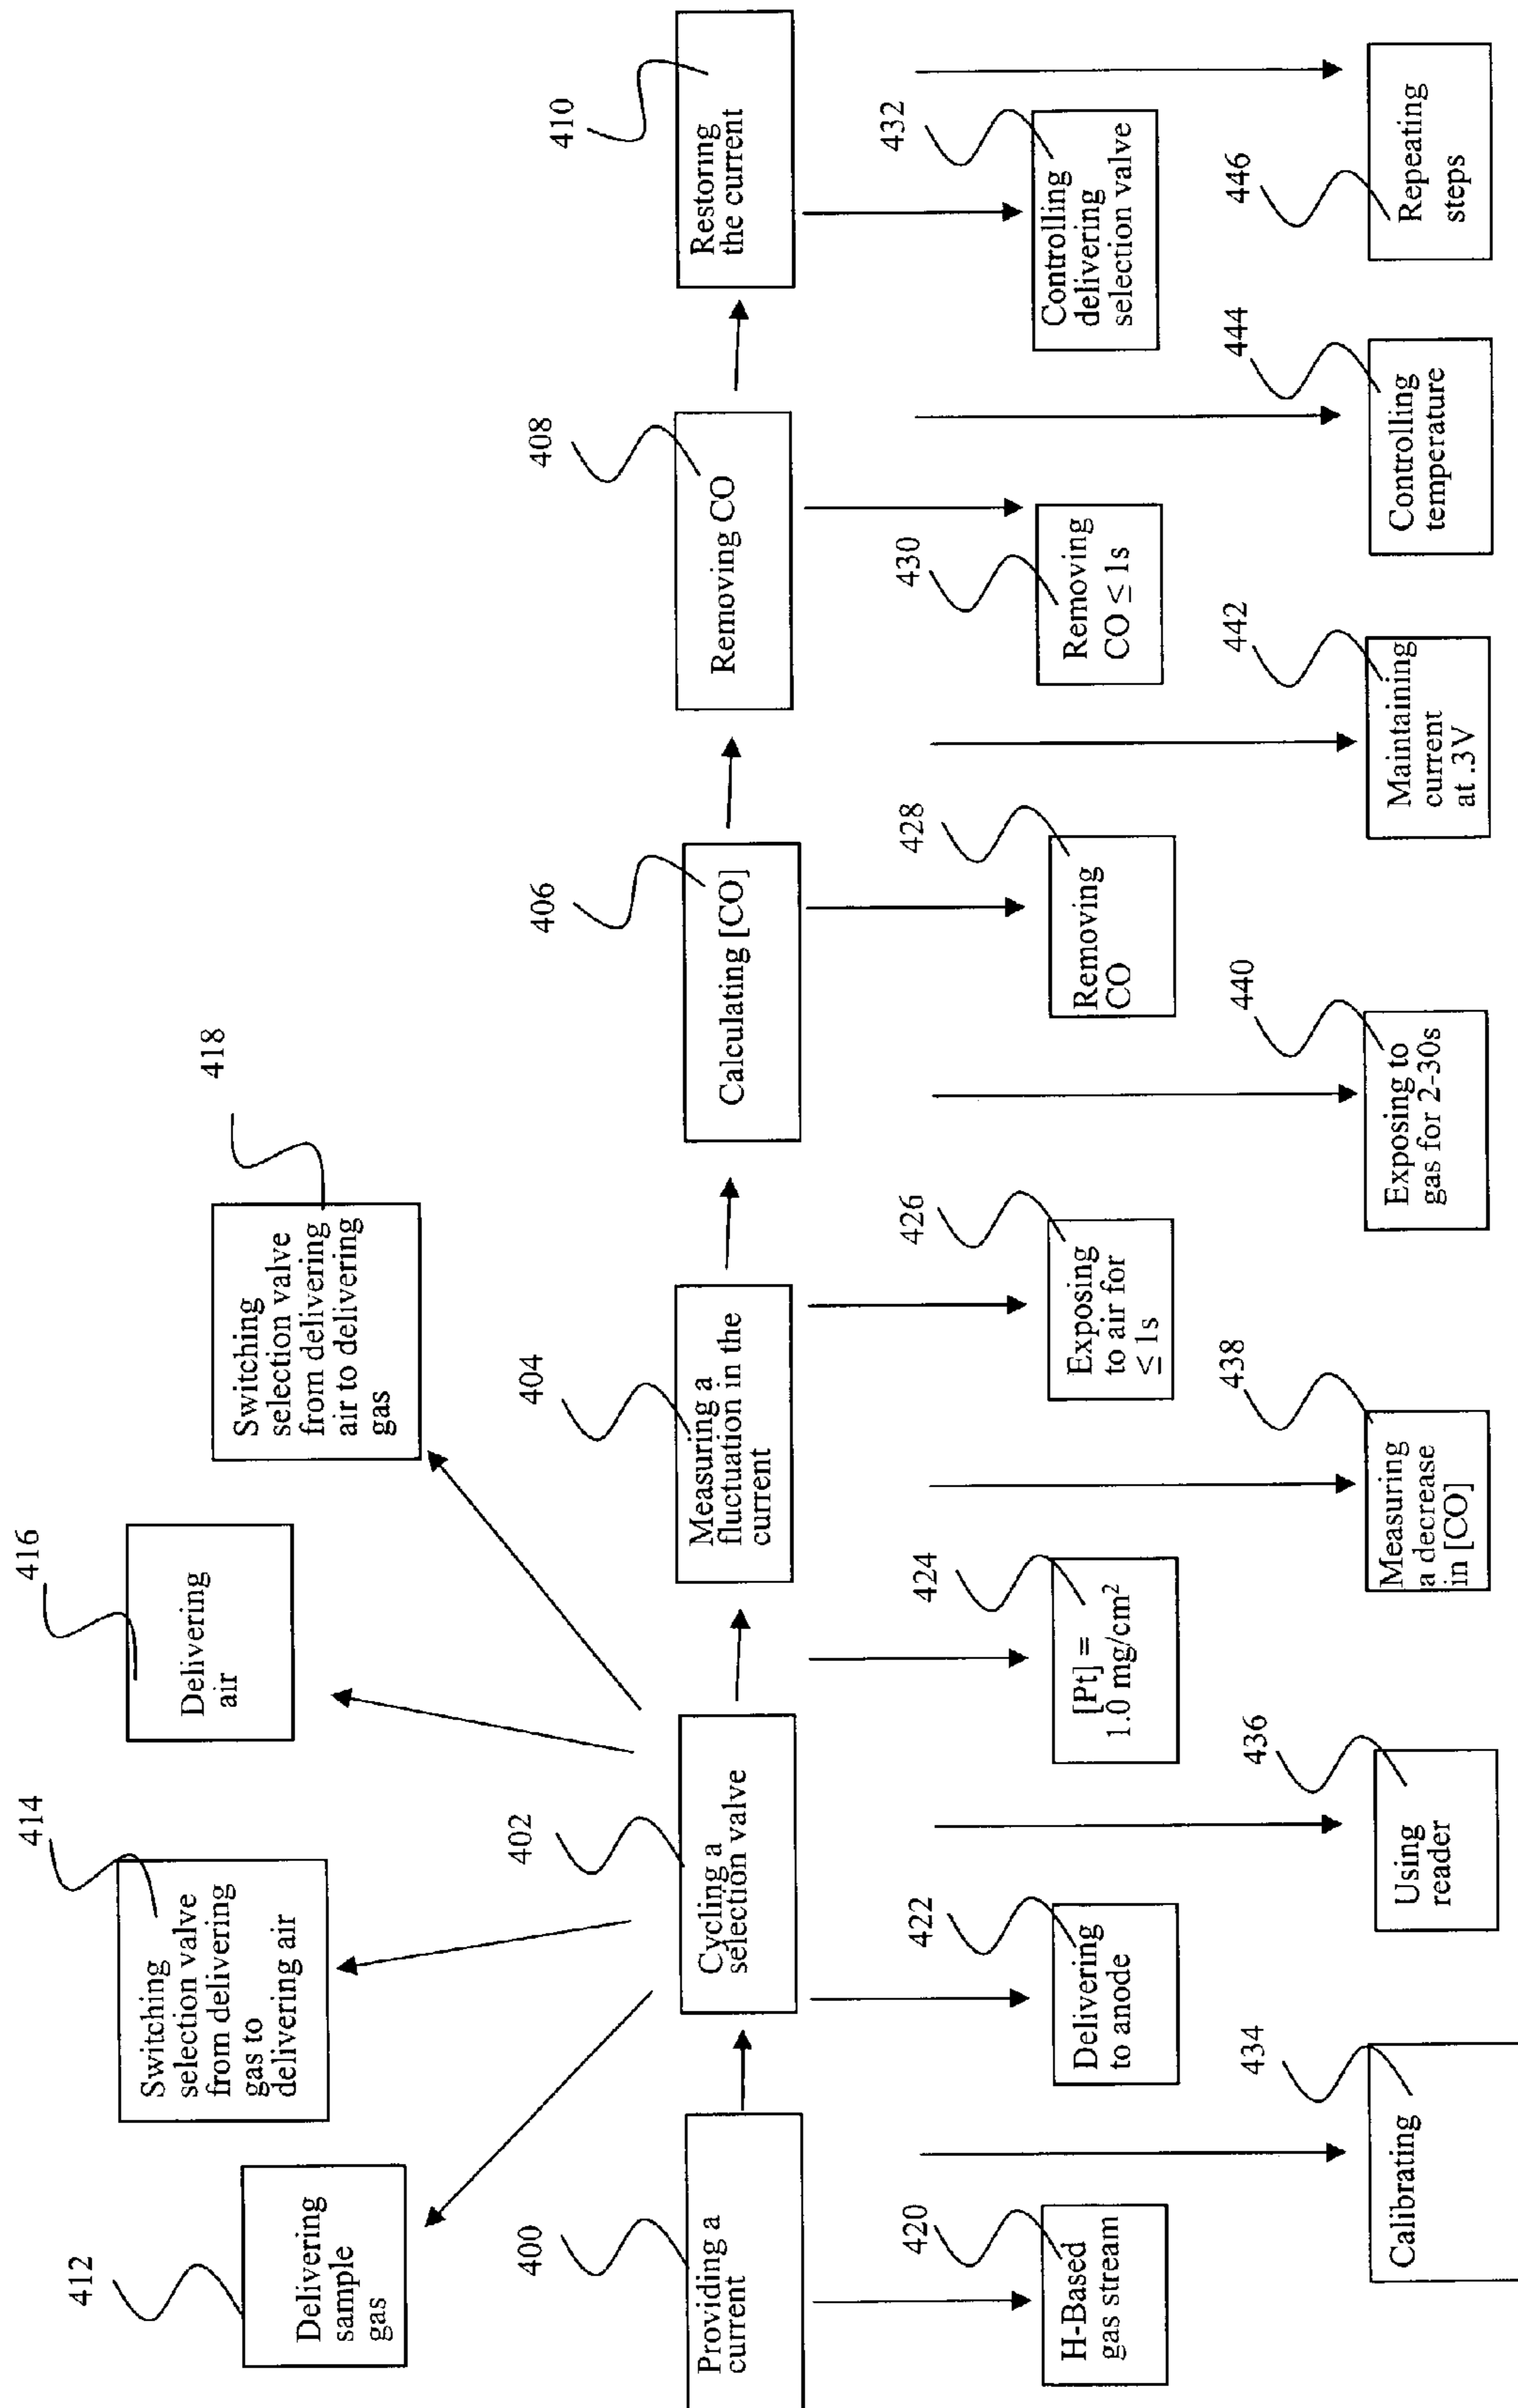 412
Delivering
sample
gas
414
Switching
selection valve
from delivering
gas to
delivering air
416
Delivering
air
418
Switching
selection valve
from delivering
air to delivering
gas
400
Providing a
current
402
Cycling a
selection valve
404
Measuring a
fluctuation in the
current
406
Calculating [CO]
408
Removing CO
410
Restoring
the current
420
H-Based
gas stream
422
Delivering
to anode
424
[Pt] =
1.0 mg/cm²
426
Exposing
to air for
≤ 1s
428
Removing
CO
430
Removing
CO ≤ 1s
432
Controlling
delivering
selection valve
434
Calibrating
436
Using
reader
438
Measuring
a decrease
in [CO]
440
Exposing to
gas for 2-30s
442
Maintaining
current
at .3V
444
Controlling
temperature
446
Repeating
steps